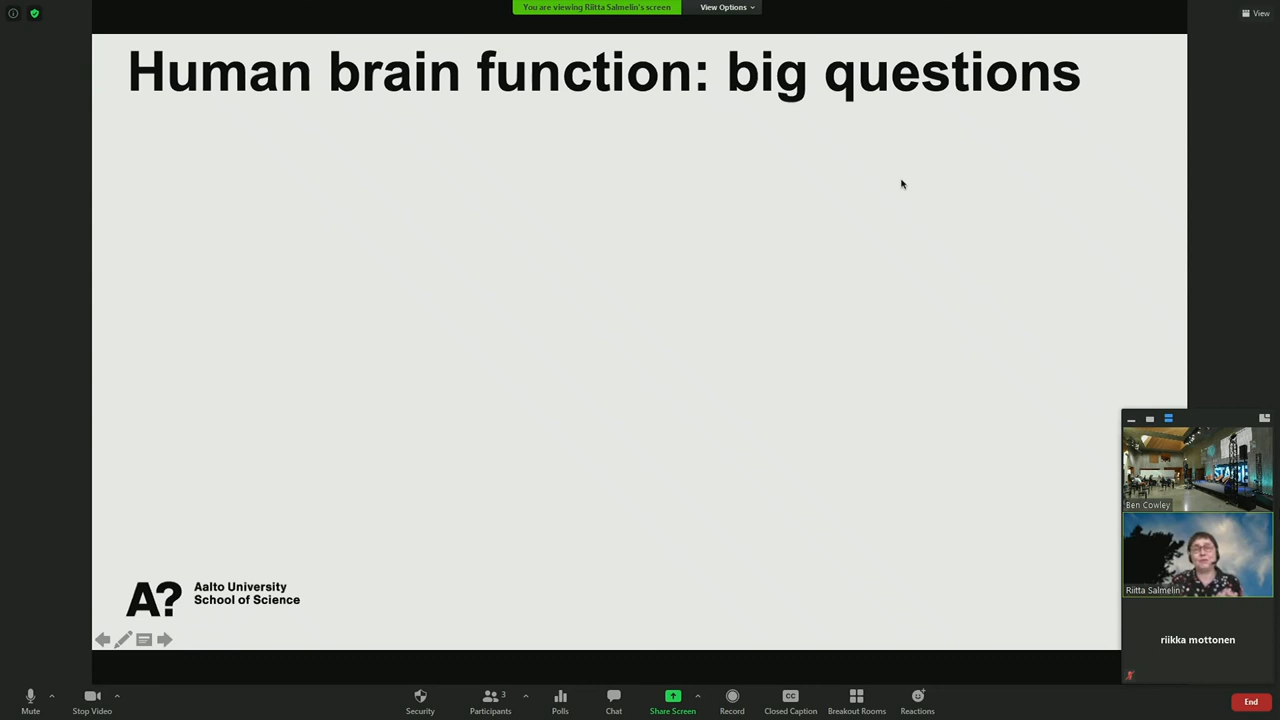 You are viewing Riitta Salmelin's screen
View Options
View
Human brain function: big questions
STAGE
Ben Cowley
Riitta Salmelin
riikka mottonen
A?
Aalto University
School of Science
Mute
Stop Video
Security
Participants
3
Polls
Chat
Share Screen
Record
Closed Caption
Breakout Rooms
Reactions
End